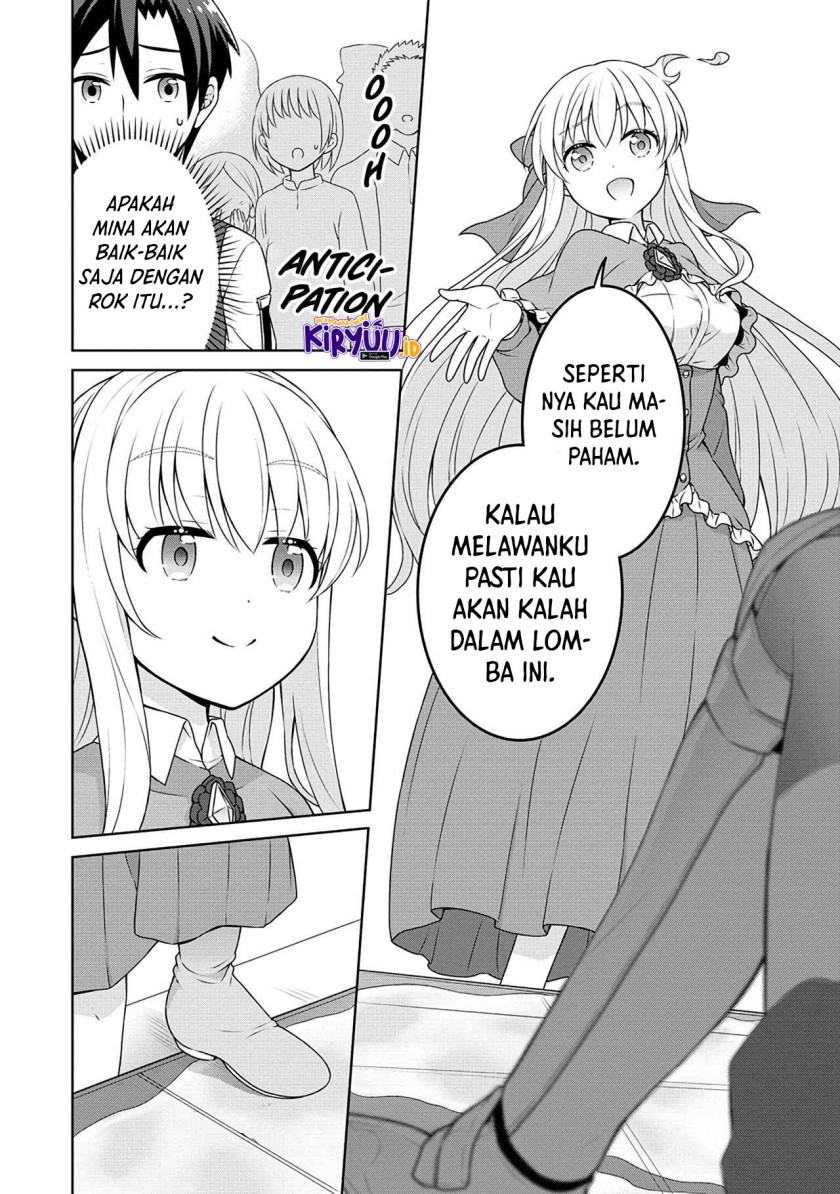 SEPERTI
NYA KAU MA-
SIH BELUM
PAHAM.
KALAU
MELAWANKU
PASTI KAU
AKAN KALAH
DALAM LOM-
BA INI.
OOOH
ANTICI-
PATION
APAKAH
MINA AKAN
BAIK-BAIK
SAJA DENGAN
ROK ITU...?
KIRYUU.ID